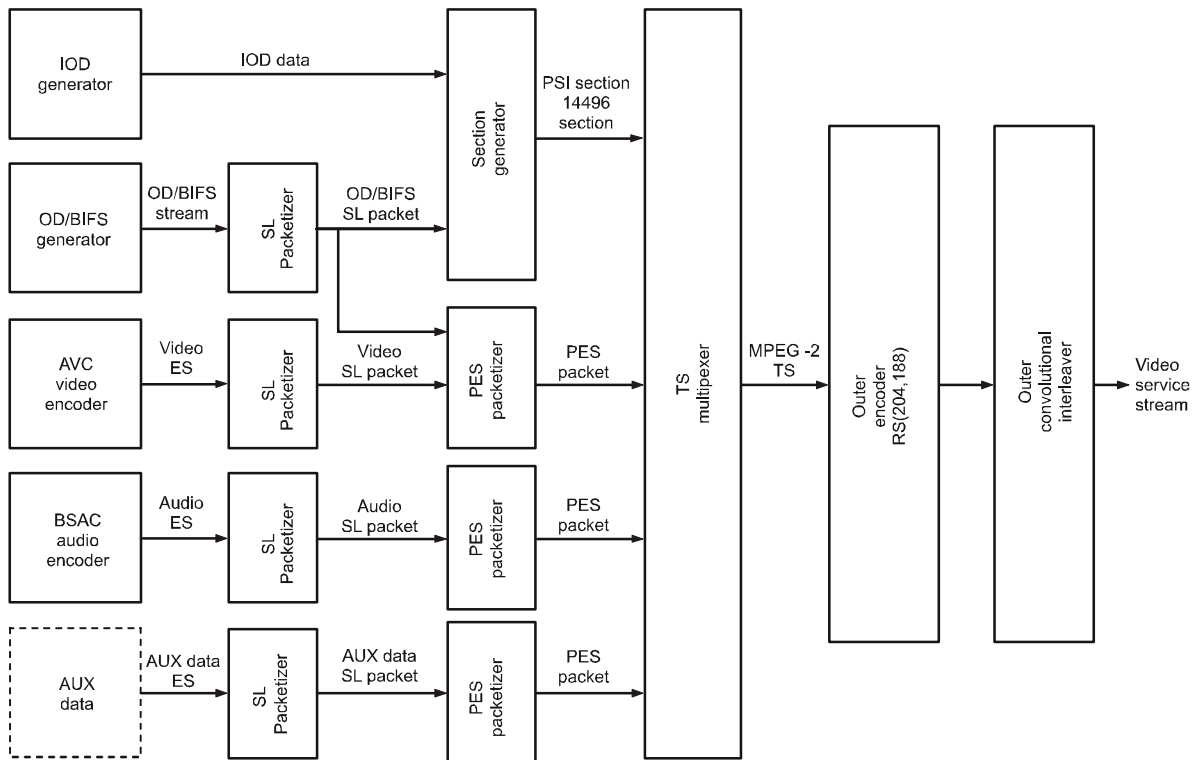 IOD
generator
IOD data
Section
generator
PSI section
14496
section
OD/BIFS
generator
OD/BIFS
stream
SL
Packetizer
OD/BIFS
SL packet
AVC
video
encoder
Video
ES
SL
Packetizer
Video
SL packet
PES
packetizer
PES
packet
TS
multipexer
MPEG -2
TS
Outer
encoder
RS(204,188)
Outer
convolutional
interleaver
Video
service
stream
BSAC
audio
encoder
Audio
ES
SL
Packetizer
Audio
SL packet
PES
packetizer
PES
packet
AUX
data
AUX data
ES
SL
Packetizer
AUX data
SL packet
PES
packetizer
PES
packet